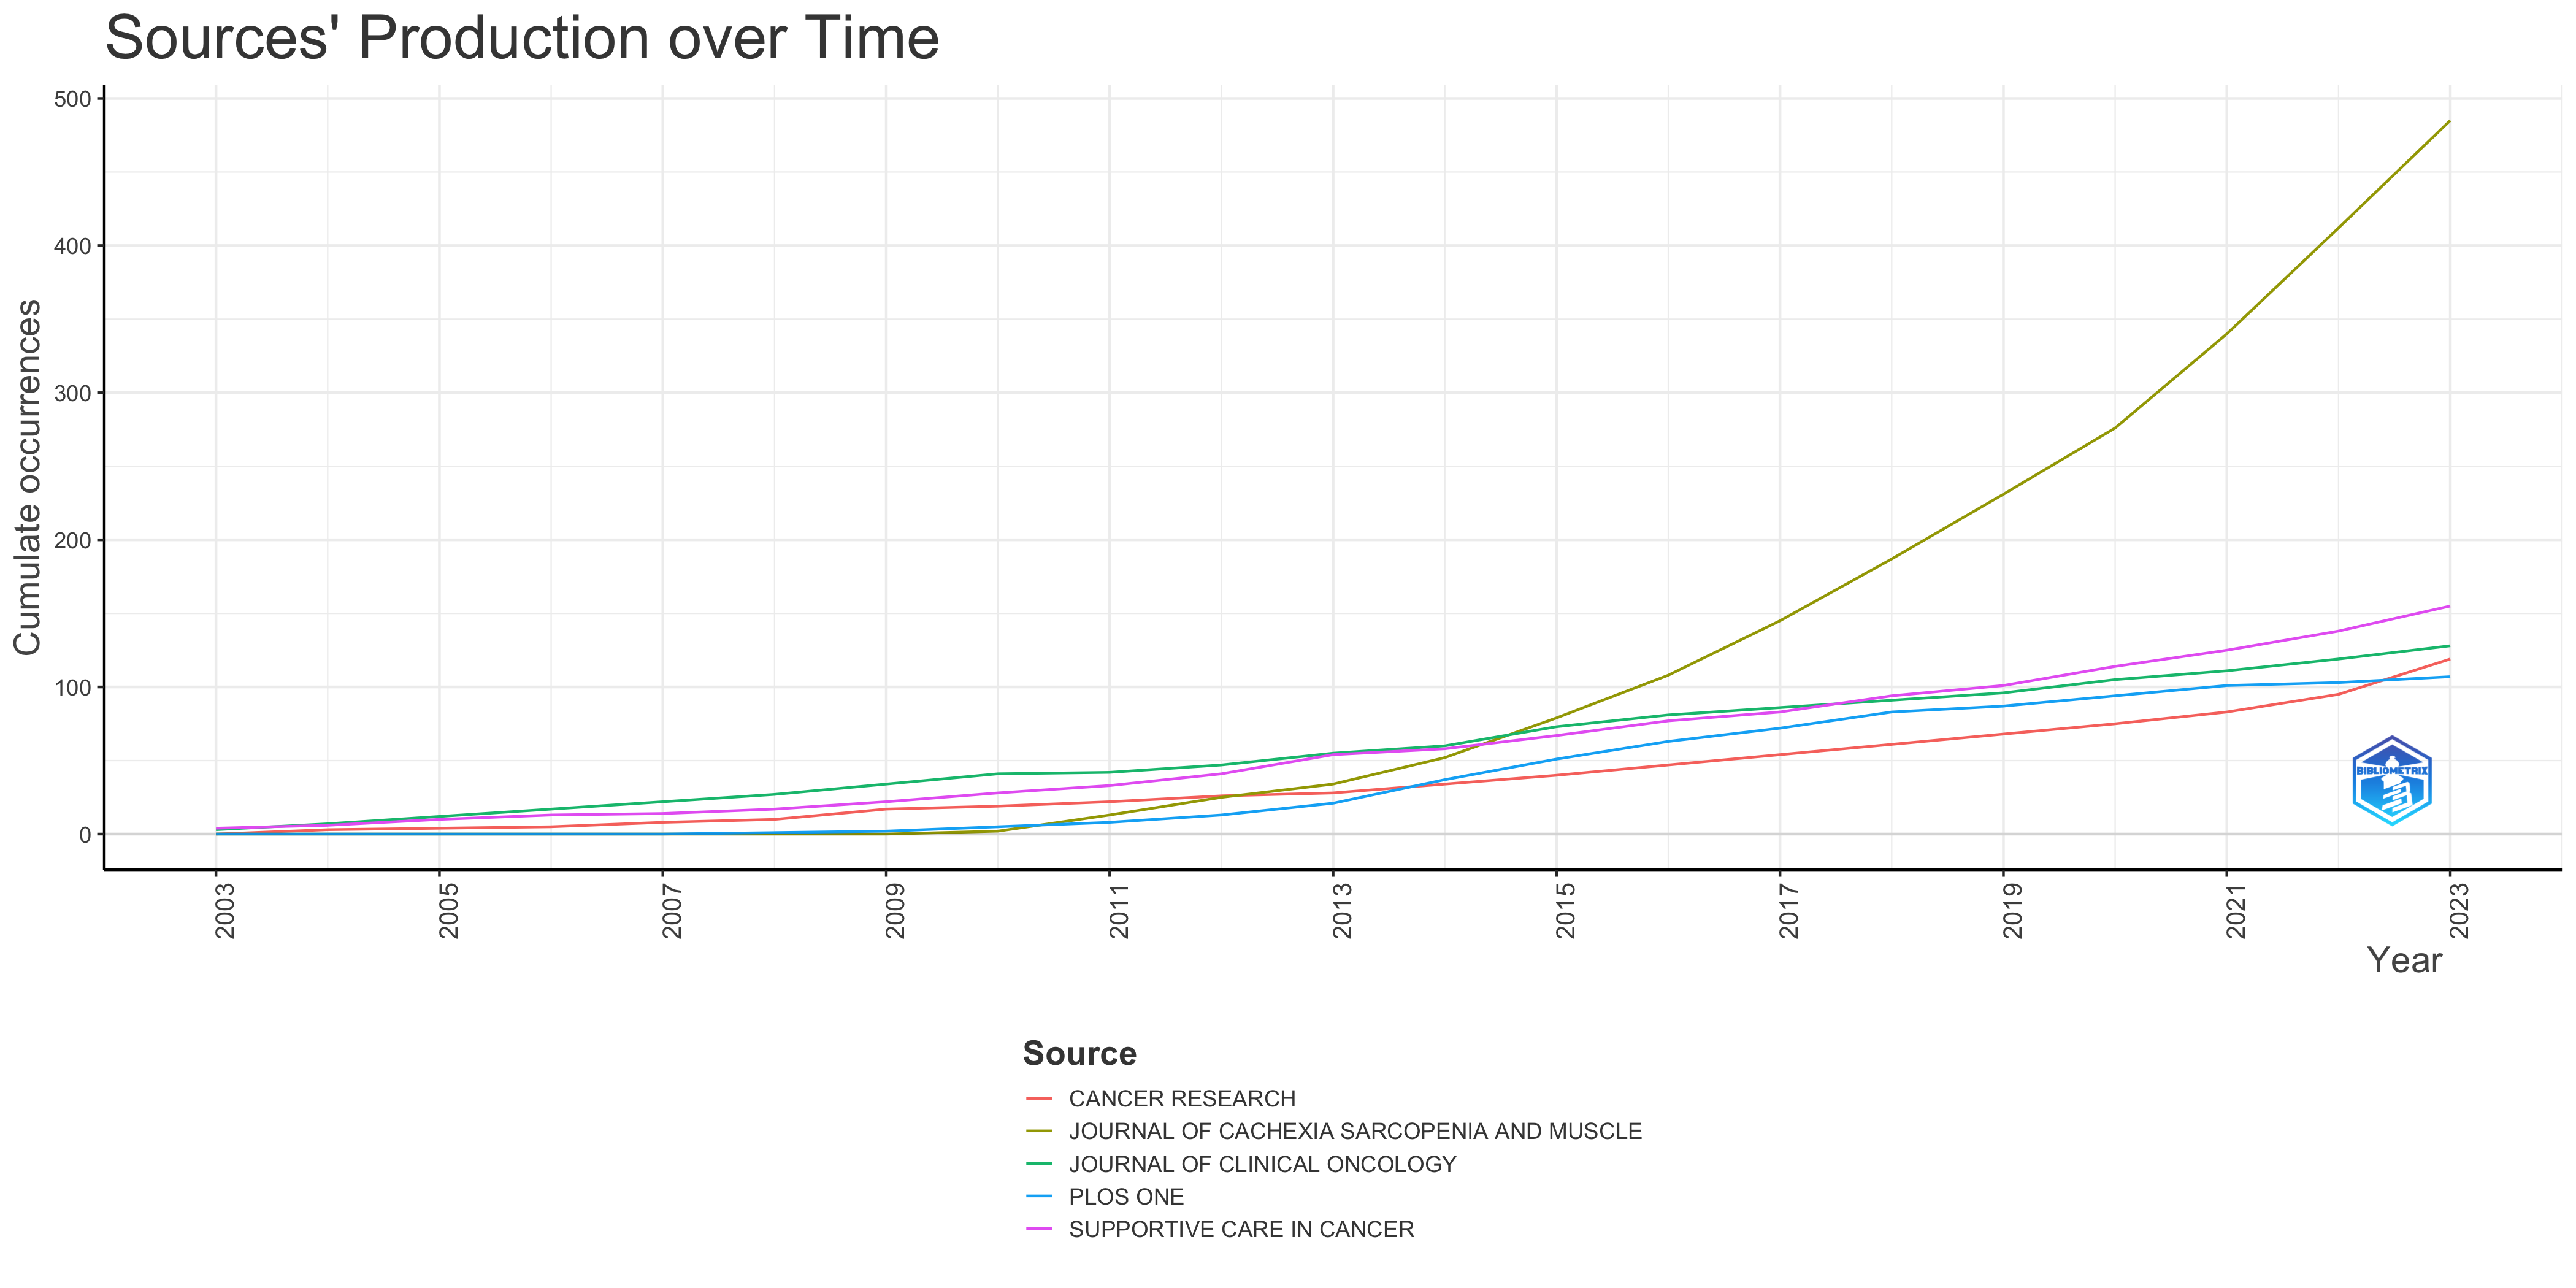 Sources' Production over Time
500
400
300
200
100
0
Cumulate occurrences
2003
2005
2007
2009
2011
2013
2015
2017
2019
2021
2023
Year
BIBLIOMETRIX
Source
CANCER RESEARCH
JOURNAL OF CACHEXIA SARCOPENIA AND MUSCLE
JOURNAL OF CLINICAL ONCOLOGY
PLOS ONE
SUPPORTIVE CARE IN CANCER